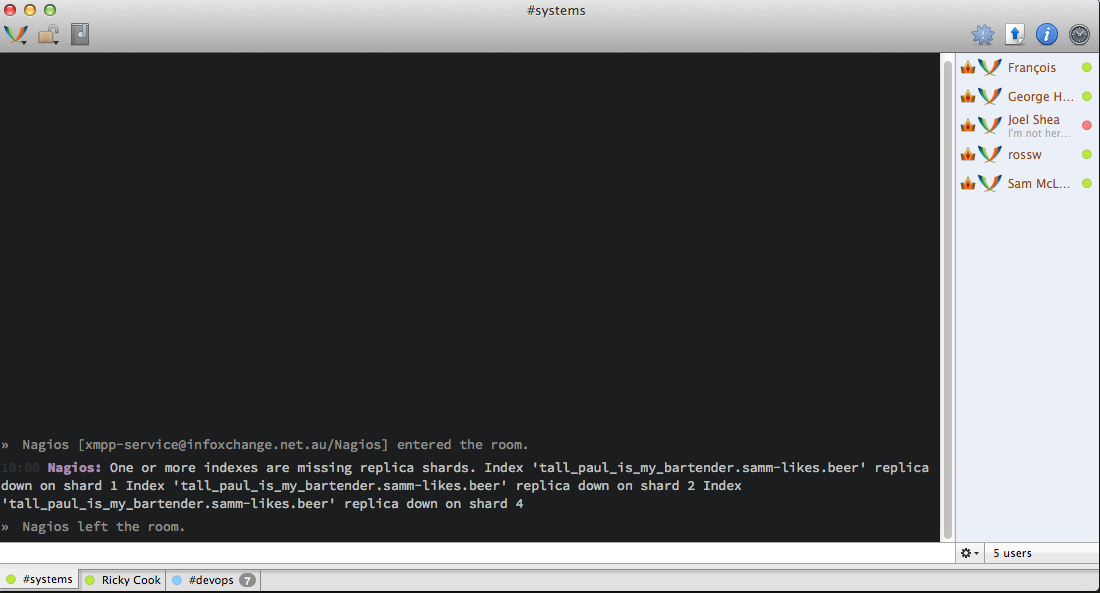 #systems
François
George H...
Joel Shea
I'm not her...
rossw
Sam McL...
» Nagios [xmpp-service@infoxchange.net.au/Nagios] entered the room.
10:00 Nagios: One or more indexes are missing replica shards. Index 'tall_paul_is_my_bartender.samm-likes.beer' replica
down on shard 1 Index 'tall_paul_is_my_bartender.samm-likes.beer' replica down on shard 2 Index
'tall_paul_is_my_bartender.samm-likes.beer' replica down on shard 4
» Nagios left the room.
5 users
#systems Ricky Cook #devops 7